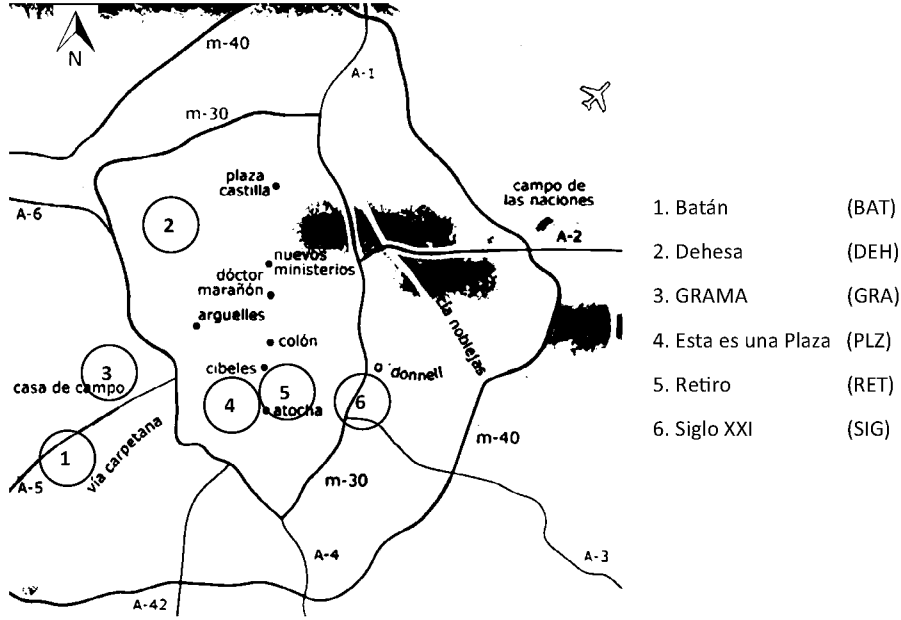 N
m-40
A-1
m-30
plaza
castilla
campo de
las naciones
A-6
A-2
2
nuevos
ministerios
dóctor
marañón
arguelles
cía noblejas
colón
3
casa de campo
cibeles
5
donnell
4
atocha
6
1
vía carpetana
A-5
m-40
m-30
A-4
A-3
A-42
1. Batán (BAT)
2. Dehesa (DEH)
3. GRAMA (GRA)
4. Esta es una Plaza (PLZ)
5. Retiro (RET)
6. Siglo XXI (SIG)